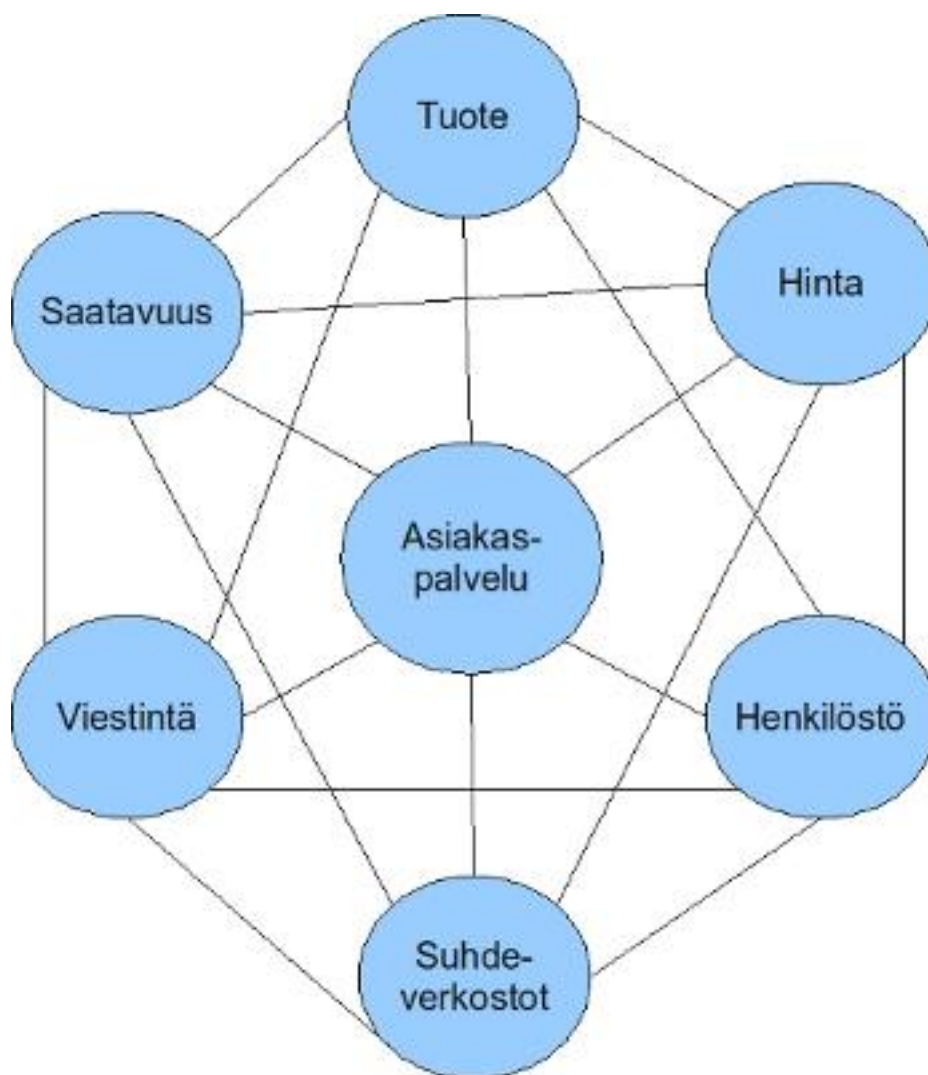 Tuote
Hinta
Saatavuus
Asiakas-
palvelu
Viestintä
Henkilöstö
Suhde-
verkostot